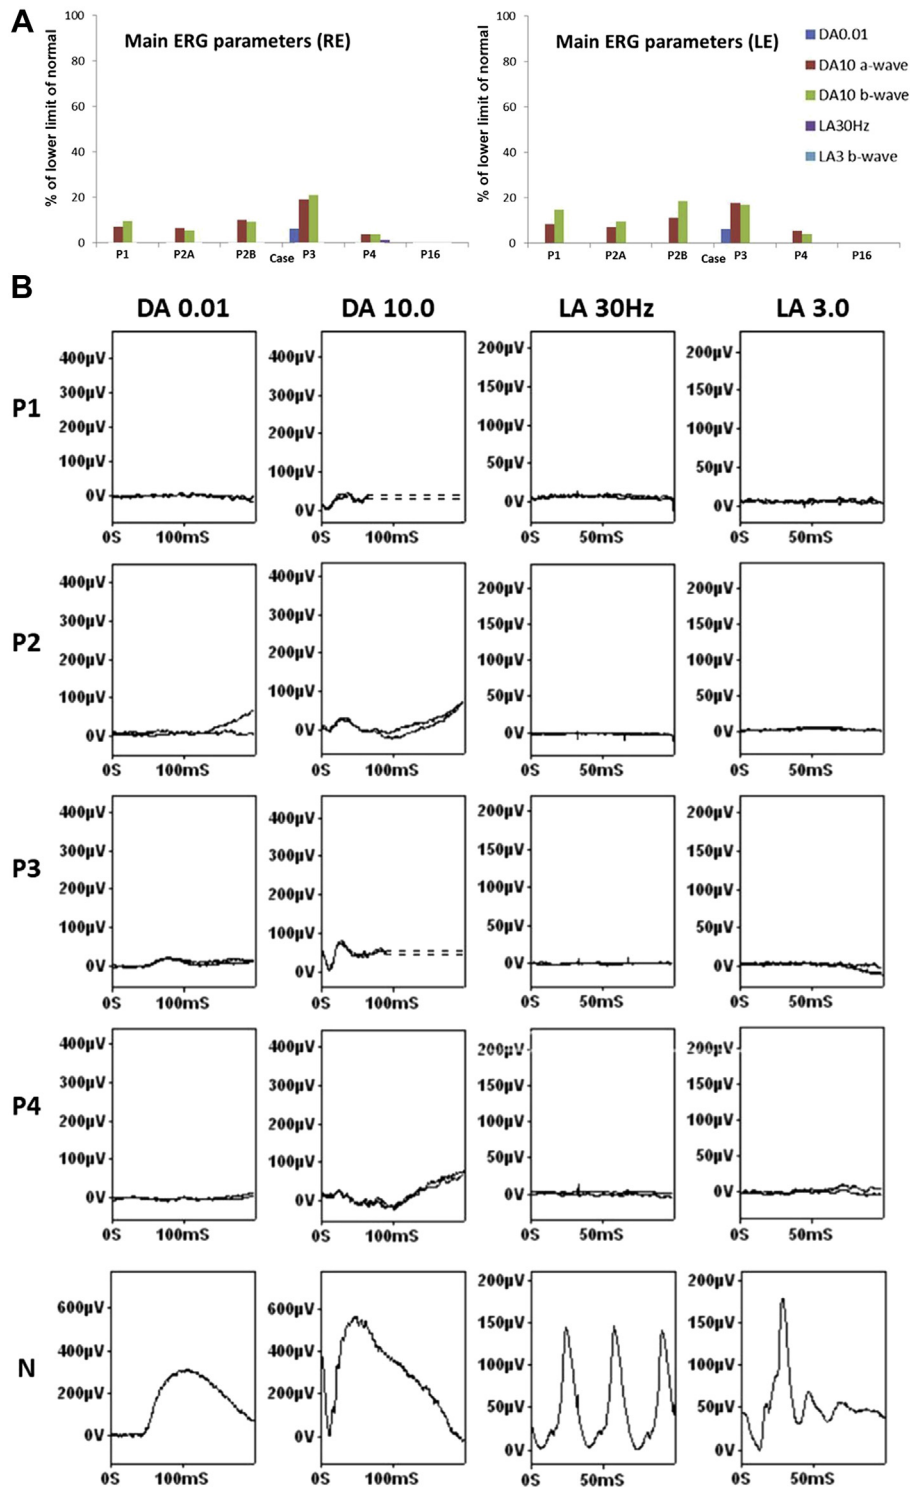 A
Main ERG parameters (RE)
% of lower limit of normal
100
80
60
40
20
0
P1 P2A P2B Case P3 P4 P16
Main ERG parameters (LE)
% of lower limit of normal
100
80
60
40
20
0
P1 P2A P2B Case P3 P4 P16
DA0.01
DA10 a-wave
DA10 b-wave
LA30Hz
LA3 b-wave
B
DA 0.01 DA 10.0 LA 30Hz LA 3.0
P1
400µV 400µV 200µV 200µV
300µV 300µV 150µV 150µV
200µV 200µV 100µV 100µV
100µV 100µV 50µV 50µV
0V 0V 0V 0V
0S 100mS 0S 100mS 0S 50mS 0S 50mS
P2
400µV 400µV 200µV 200µV
300µV 300µV 150µV 150µV
200µV 200µV 100µV 100µV
100µV 100µV 50µV 50µV
0V 0V 0V 0V
0S 100mS 0S 100mS 0S 50mS 0S 50mS
P3
400µV 400µV 200µV 200µV
300µV 300µV 150µV 150µV
200µV 200µV 100µV 100µV
100µV 100µV 50µV 50µV
0V 0V 0V 0V
0S 100mS 0S 100mS 0S 50mS 0S 50mS
P4
400µV 400µV 200µV 200µV
300µV 300µV 150µV 150µV
200µV 200µV 100µV 100µV
100µV 100µV 50µV 50µV
0V 0V 0V 0V
0S 100mS 0S 100mS 0S 50mS 0S 50mS
N
600µV 600µV 200µV 200µV
400µV 400µV 150µV 150µV
200µV 200µV 100µV 100µV
0V 0V 50µV 50µV
0V 0V
0S 100mS 0S 100mS 0S 50mS 0S 50mS